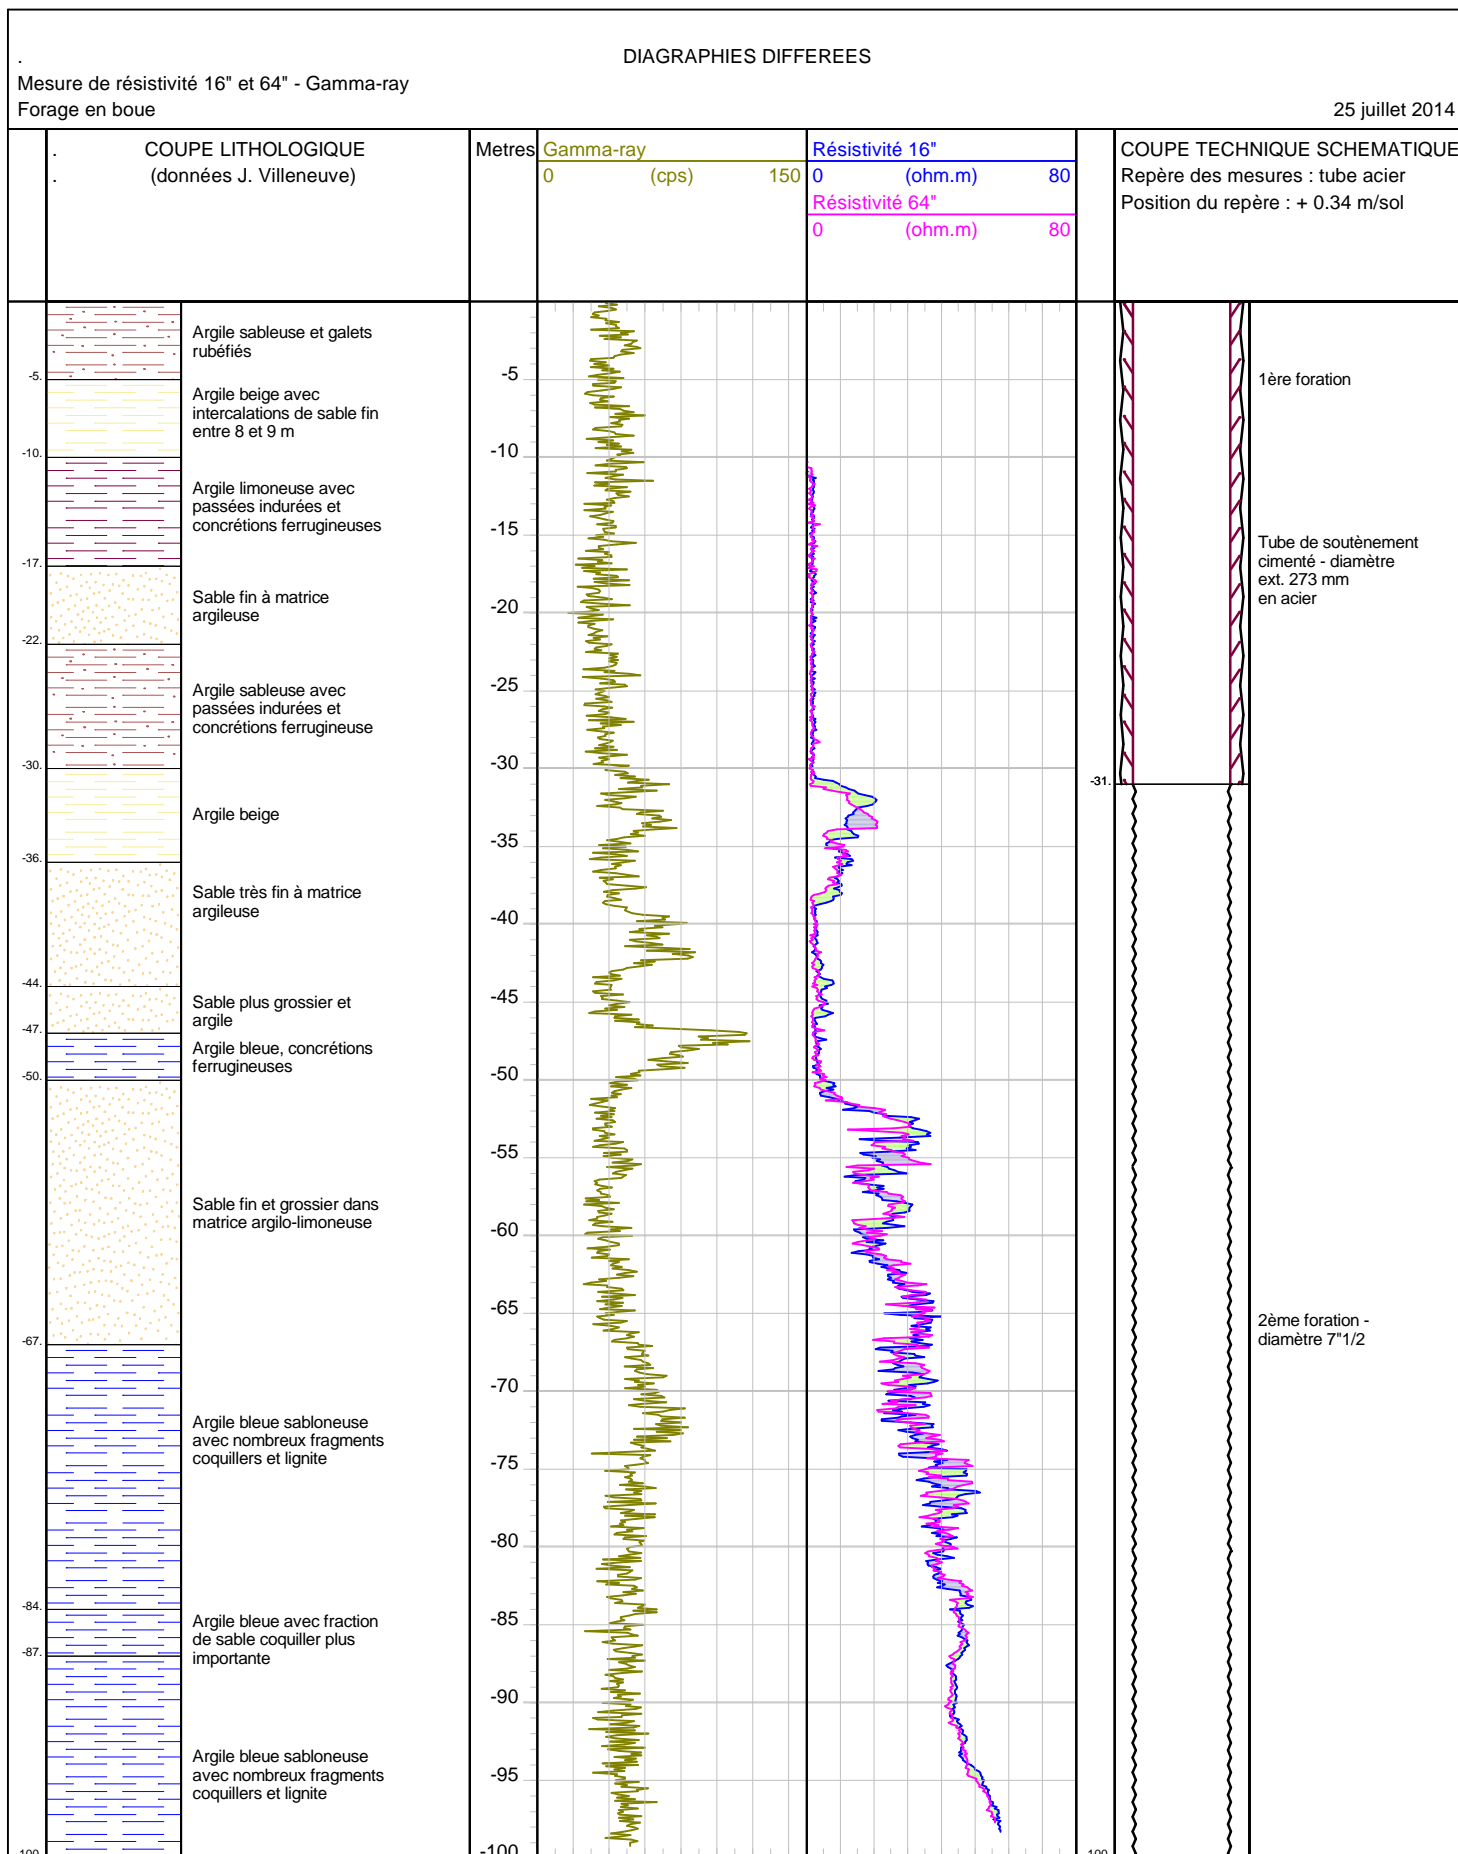 .
DIAGRAPHIES DIFFEREES
Mesure de résistivité 16" et 64" - Gamma-ray
Forage en boue
25 juillet 2014
.
COUPE LITHOLOGIQUE
.
(données J. Villeneuve)
Metres
Gamma-ray
0 (cps) 150
Résistivité 16"
0 (ohm.m) 80
Résistivité 64"
0 (ohm.m) 80
COUPE TECHNIQUE SCHEMATIQUE
Repère des mesures : tube acier
Position du repère : + 0.34 m/sol
Argile sableuse et galets
rubéfiés
-5.
Argile beige avec
intercalations de sable fin
entre 8 et 9 m
-10.
Argile limoneuse avec
passées indurées et
concrétions ferrugineuses
-17.
Sable fin à matrice
argileuse
-22.
Argile sableuse avec
passées indurées et
concrétions ferrugineuse
-30.
Argile beige
-36.
Sable très fin à matrice
argileuse
-44.
Sable plus grossier et
argile
-47.
Argile bleue, concrétions
ferrugineuses
-50.
Sable fin et grossier dans
matrice argilo-limoneuse
-67.
Argile bleue sabloneuse
avec nombreux fragments
coquillers et lignite
-84.
Argile bleue avec fraction
de sable coquiller plus
importante
-87.
Argile bleue sabloneuse
avec nombreux fragments
coquillers et lignite
-100
-5
-10
-15
-20
-25
-30
-35
-40
-45
-50
-55
-60
-65
-70
-75
-80
-85
-90
-95
-100
1ère foration
Tube de soutènement
cimenté - diamètre
ext. 273 mm
en acier
-31.
2ème foration -
diamètre 7"1/2
-100